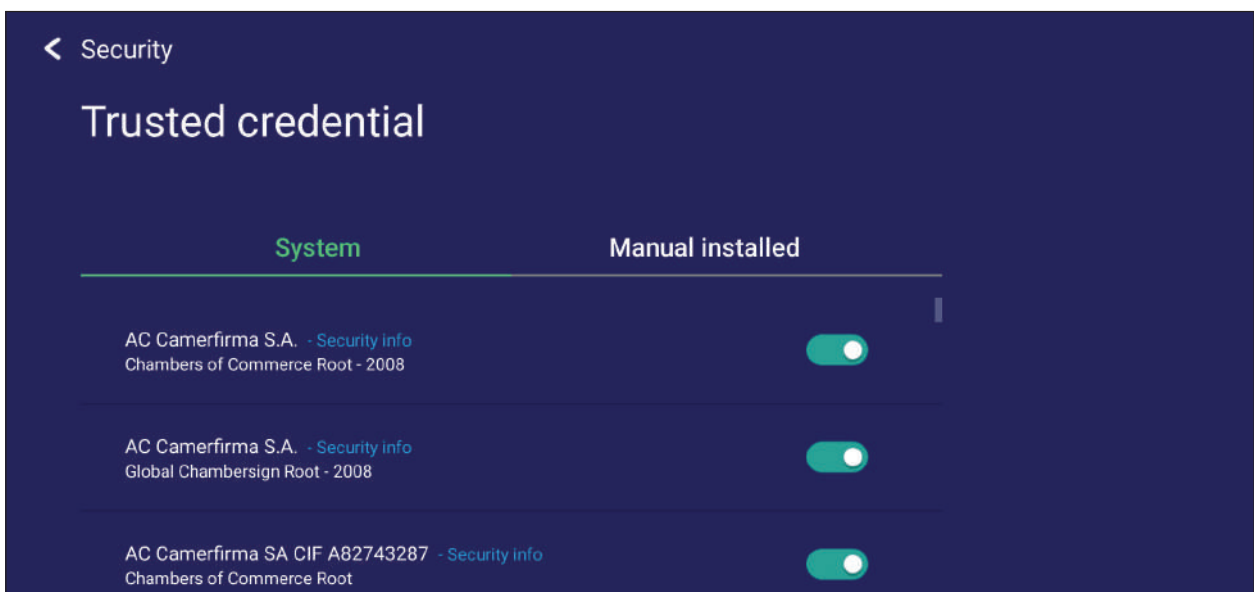 Security
Trusted credential
System Manual installed
AC Camerfirma S.A. - Security info
Chambers of Commerce Root - 2008
AC Camerfirma S.A. - Security info
Global Chambersign Root - 2008
AC Camerfirma SA CIF A82743287 - Security info
Chambers of Commerce Root